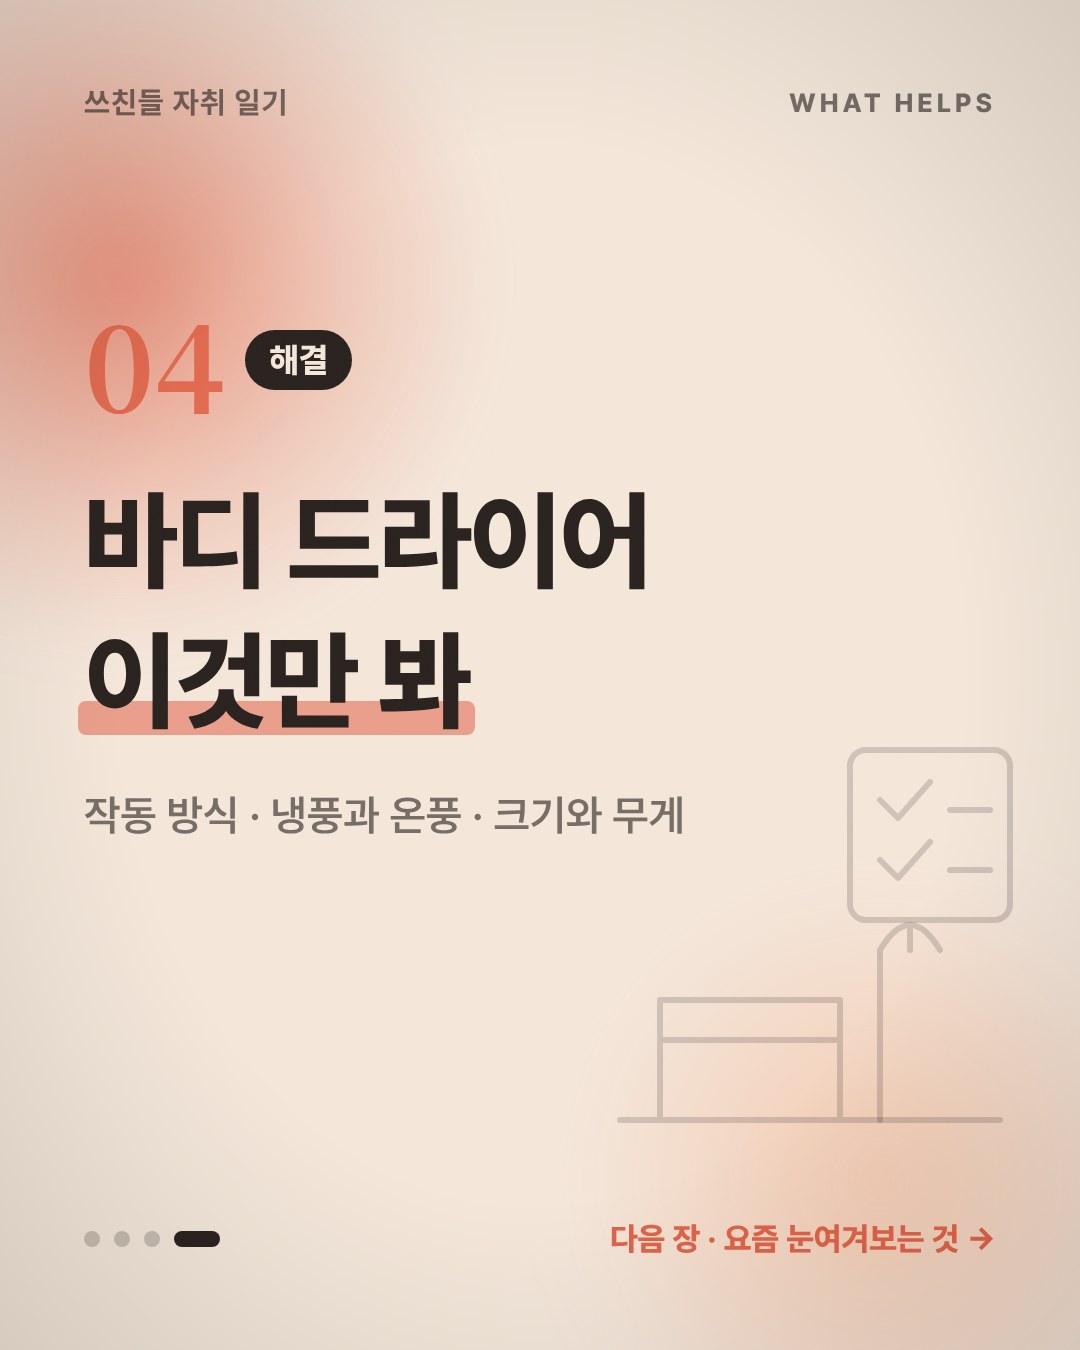 쓰친들 자취 일기
WHAT HELPS
04 해결
바디 드라이어
이것만 봐
작동 방식 · 냉풍과 온풍 · 크기와 무게
다음 장 · 요즘 눈여겨보는 것 →